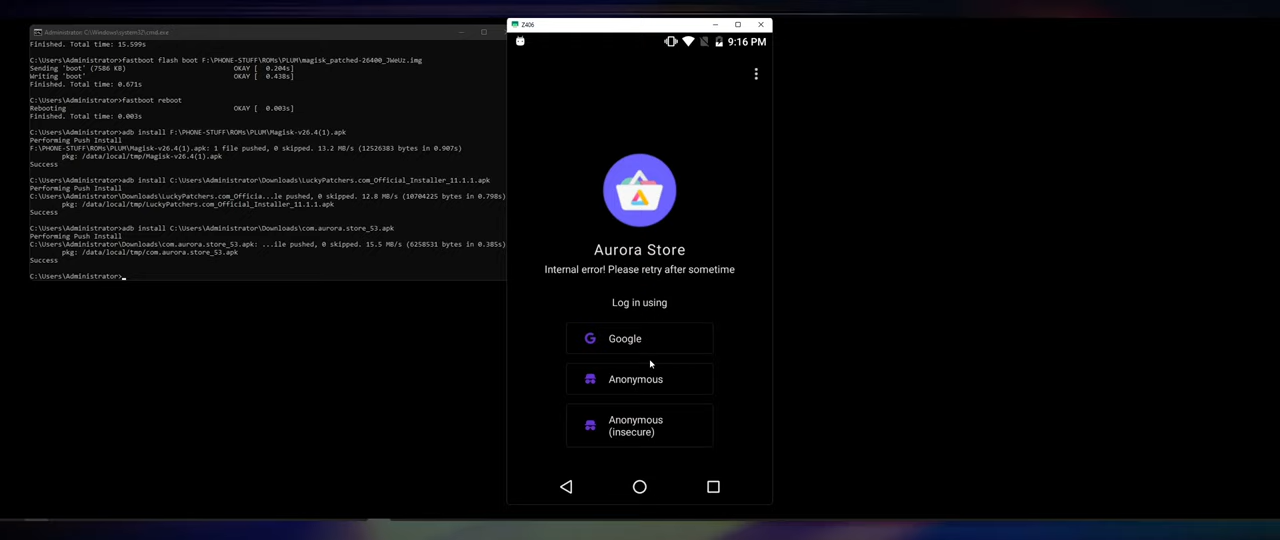 Administrator: C:\Windows\system32\cmd.exe
Finished. Total time: 15.599s
C:\Users\Administrator>fastboot flash boot F:\PHONE-STUFF\ROMs\PLUM\magisk_patched-26400_JWeUz.img
Sending 'boot' (7586 KB) OKAY [ 0.204s]
Writing 'boot' OKAY [ 0.438s]
Finished. Total time: 0.671s
C:\Users\Administrator>fastboot reboot
Rebooting OKAY [ 0.003s]
Finished. Total time: 0.003s
C:\Users\Administrator>adb install F:\PHONE-STUFF\ROMs\PLUM\Magisk-v26.4(1).apk
Performing Push Install
F:\PHONE-STUFF\ROMs\PLUM\Magisk-v26.4(1).apk: 1 file pushed, 0 skipped. 13.2 MB/s (12526383 bytes in 0.907s)
pkg: /data/local/tmp/Magisk-v26.4(1).apk
Success
C:\Users\Administrator>adb install C:\Users\Administrator\Downloads\LuckyPatchers.com_Official_Installer_11.1.1.apk
Performing Push Install
C:\Users\Administrator\Downloads\LuckyPatchers.com_Officia...le pushed, 0 skipped. 12.8 MB/s (10704225 bytes in 0.798s)
pkg: /data/local/tmp/LuckyPatchers.com_Official_Installer_11.1.1.apk
Success
C:\Users\Administrator>adb install C:\Users\Administrator\Downloads\com.aurora.store_53.apk
Performing Push Install
C:\Users\Administrator\Downloads\com.aurora.store_53.apk: ...ile pushed, 0 skipped. 15.5 MB/s (6258531 bytes in 0.385s)
pkg: /data/local/tmp/com.aurora.store_53.apk
Success
C:\Users\Administrator>
Z406
9:16 PM
Aurora Store
Internal error! Please retry after sometime
Log in using
Google
Anonymous
Anonymous
(insecure)